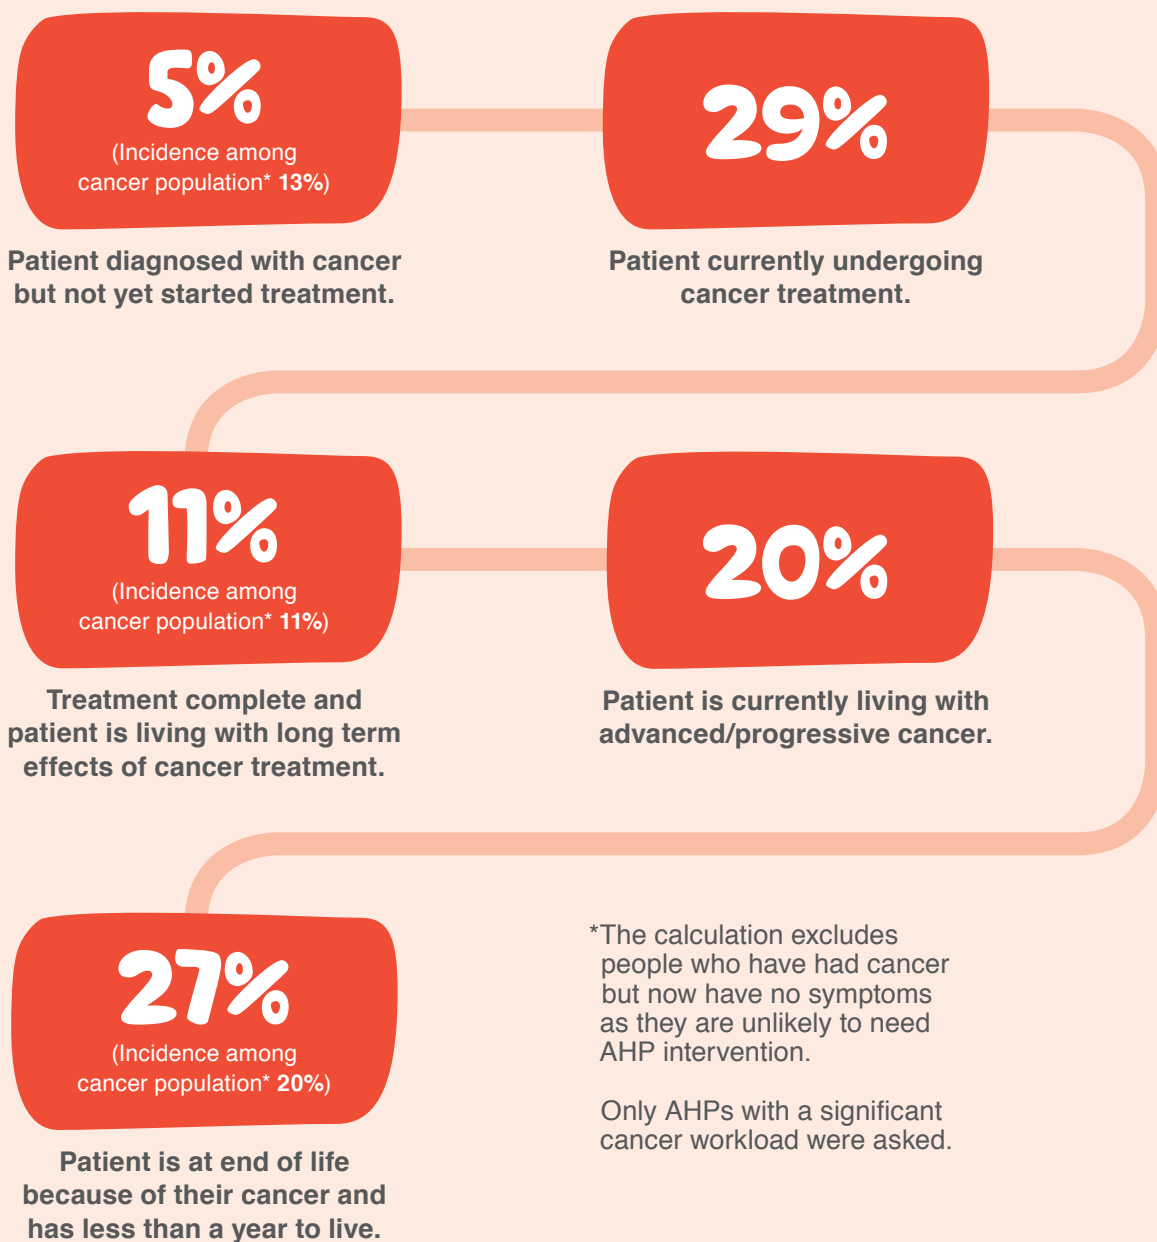 5%
(Incidence among
cancer population* 13%)
Patient diagnosed with cancer
but not yet started treatment.
29%
Patient currently undergoing
cancer treatment.
11%
(Incidence among
cancer population* 11%)
Treatment complete and
patient is living with long term
effects of cancer treatment.
20%
Patient is currently living with
advanced/progressive cancer.
27%
(Incidence among
cancer population* 20%)
Patient is at end of life
because of their cancer and
has less than a year to live.
*The calculation excludes
people who have had cancer
but now have no symptoms
as they are unlikely to need
AHP intervention.
Only AHPs with a significant
cancer workload were asked.